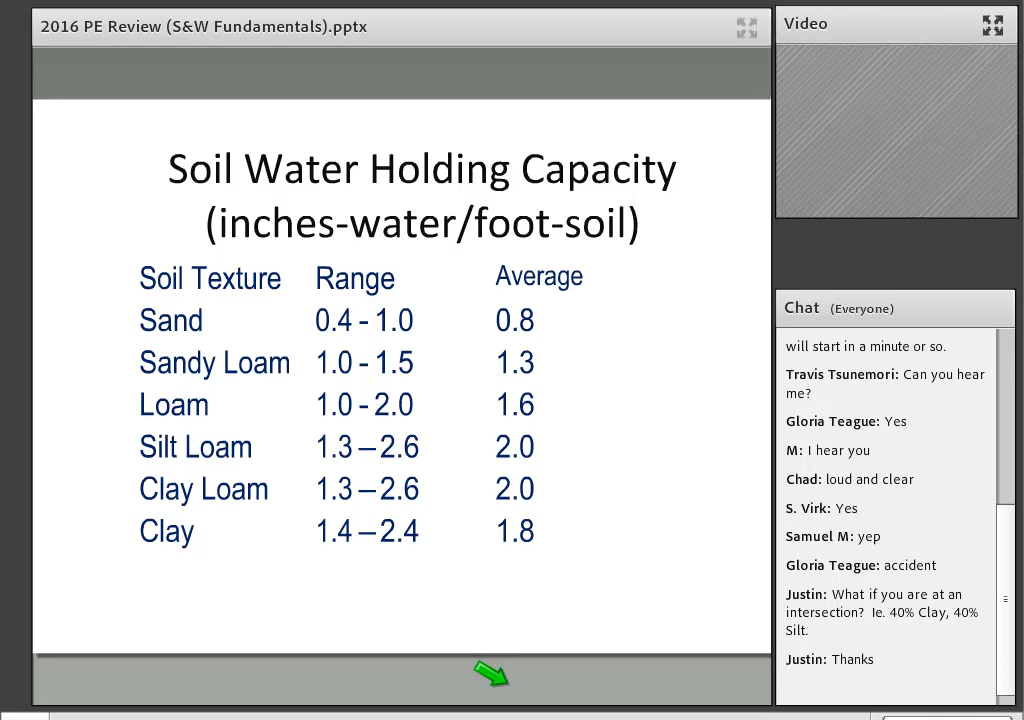 2016 PE Review (S&W Fundamentals).pptx
Soil Water Holding Capacity
(inches-water/foot-soil)
Soil Texture Range Average
Sand 0.4 - 1.0 0.8
Sandy Loam 1.0 - 1.5 1.3
Loam 1.0 - 2.0 1.6
Silt Loam 1.3 – 2.6 2.0
Clay Loam 1.3 – 2.6 2.0
Clay 1.4 – 2.4 1.8
Video
Chat (Everyone)
will start in a minute or so.
Travis Tsunemori: Can you hear
me?
Gloria Teague: Yes
M: I hear you
Chad: loud and clear
S. Virk: Yes
Samuel M: yep
Gloria Teague: accident
Justin: What if you are at an
intersection? Ie. 40% Clay, 40%
Silt.
Justin: Thanks